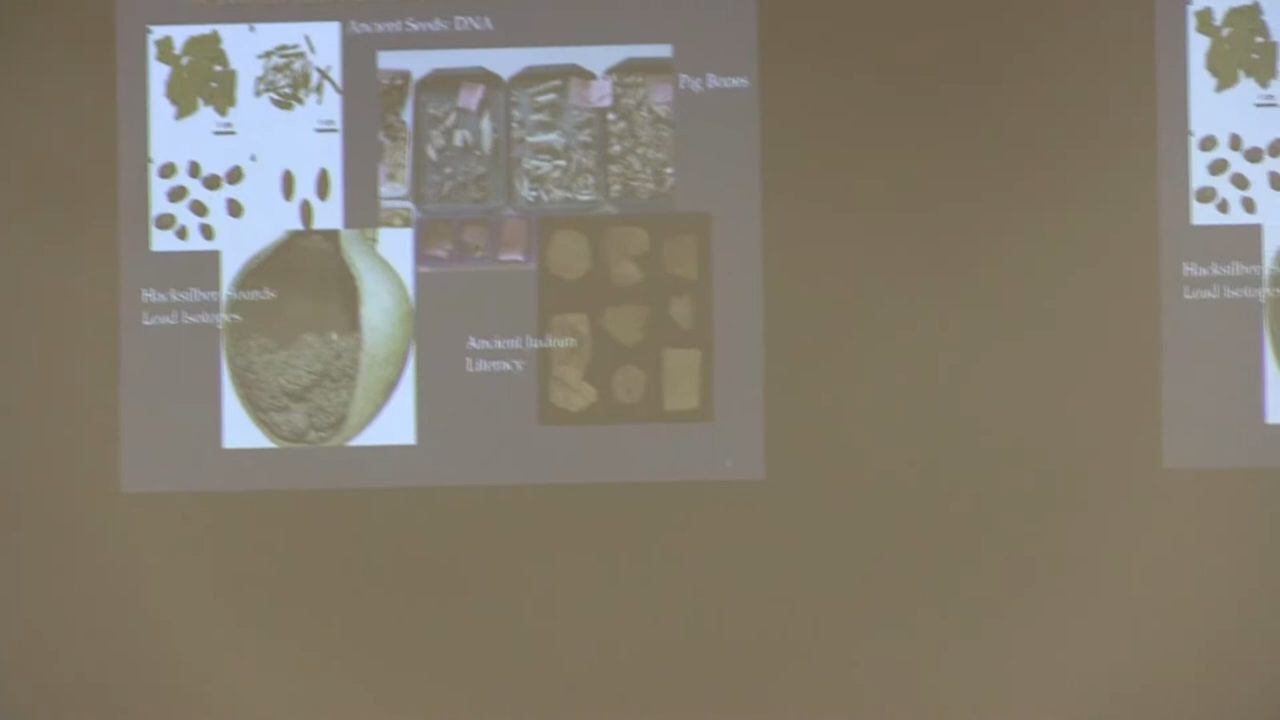 Ancient Seeds: DNA
Pig Bones
Hacksilber Hoards
Lead Isotopes
Ancient Judean
Literacy
Hacksilber
Lead Isotopes